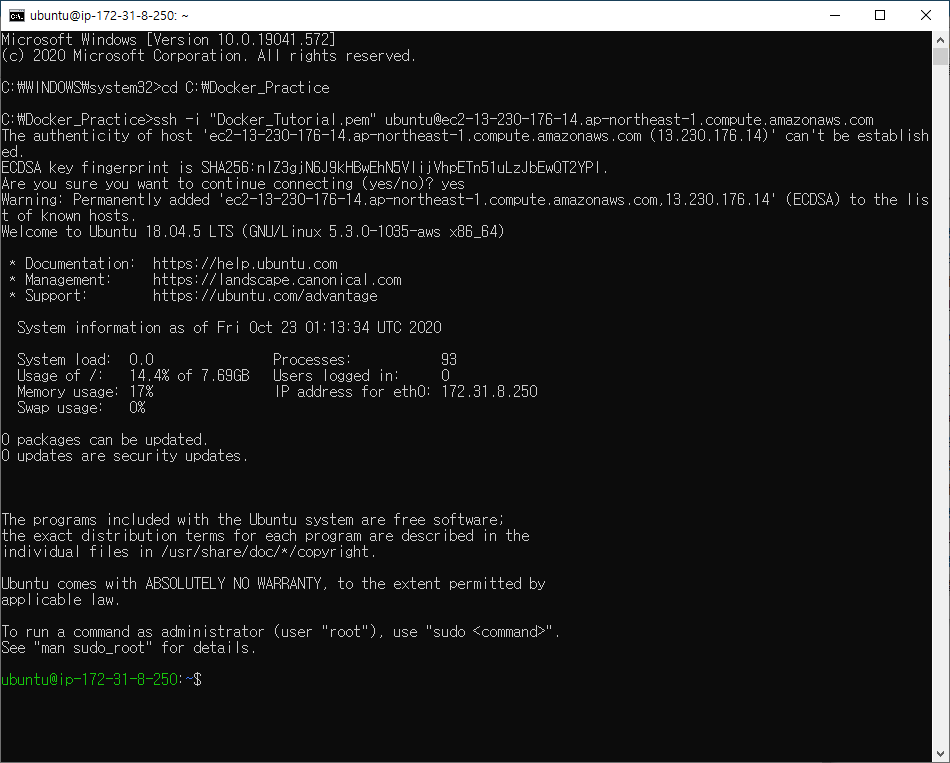 ubuntu@ip-172-31-8-250: ~
Microsoft Windows [Version 10.0.19041.572]
(c) 2020 Microsoft Corporation. All rights reserved.
C:₩WINDOWS₩system32>cd C:₩Docker_Practice
C:₩Docker_Practice>ssh -i "Docker_Tutorial.pem" ubuntu@ec2-13-230-176-14.ap-northeast-1.compute.amazonaws.com
The authenticity of host 'ec2-13-230-176-14.ap-northeast-1.compute.amazonaws.com (13.230.176.14)' can't be establish
ed.
ECDSA key fingerprint is
Are you sure you want to continue connecting (yes/no)? yes
Warning: Permanently added 'ec2-13-230-176-14.ap-northeast-1.compute.amazonaws.com,13.230.176.14' (ECDSA) to the lis
t of known hosts.
Welcome to Ubuntu 18.04.5 LTS (GNU/Linux 5.3.0-1035-aws x86_64)
* Documentation:  https://help.ubuntu.com
* Management:     https://landscape.canonical.com
* Support:        https://ubuntu.com/advantage
System information as of Fri Oct 23 01:13:34 UTC 2020
System load:  0.0               Processes:           93
Usage of /:   14.4% of 7.69GB   Users logged in:     0
Memory usage: 17%               IP address for eth0: 172.31.8.250
Swap usage:   0%
0 packages can be updated.
0 updates are security updates.
The programs included with the Ubuntu system are free software;
the exact distribution terms for each program are described in the
individual files in /usr/share/doc/*/copyright.
Ubuntu comes with ABSOLUTELY NO WARRANTY, to the extent permitted by
applicable law.
To run a command as administrator (user "root"), use "sudo <command>".
See "man sudo_root" for details.
ubuntu@ip-172-31-8-250:~$